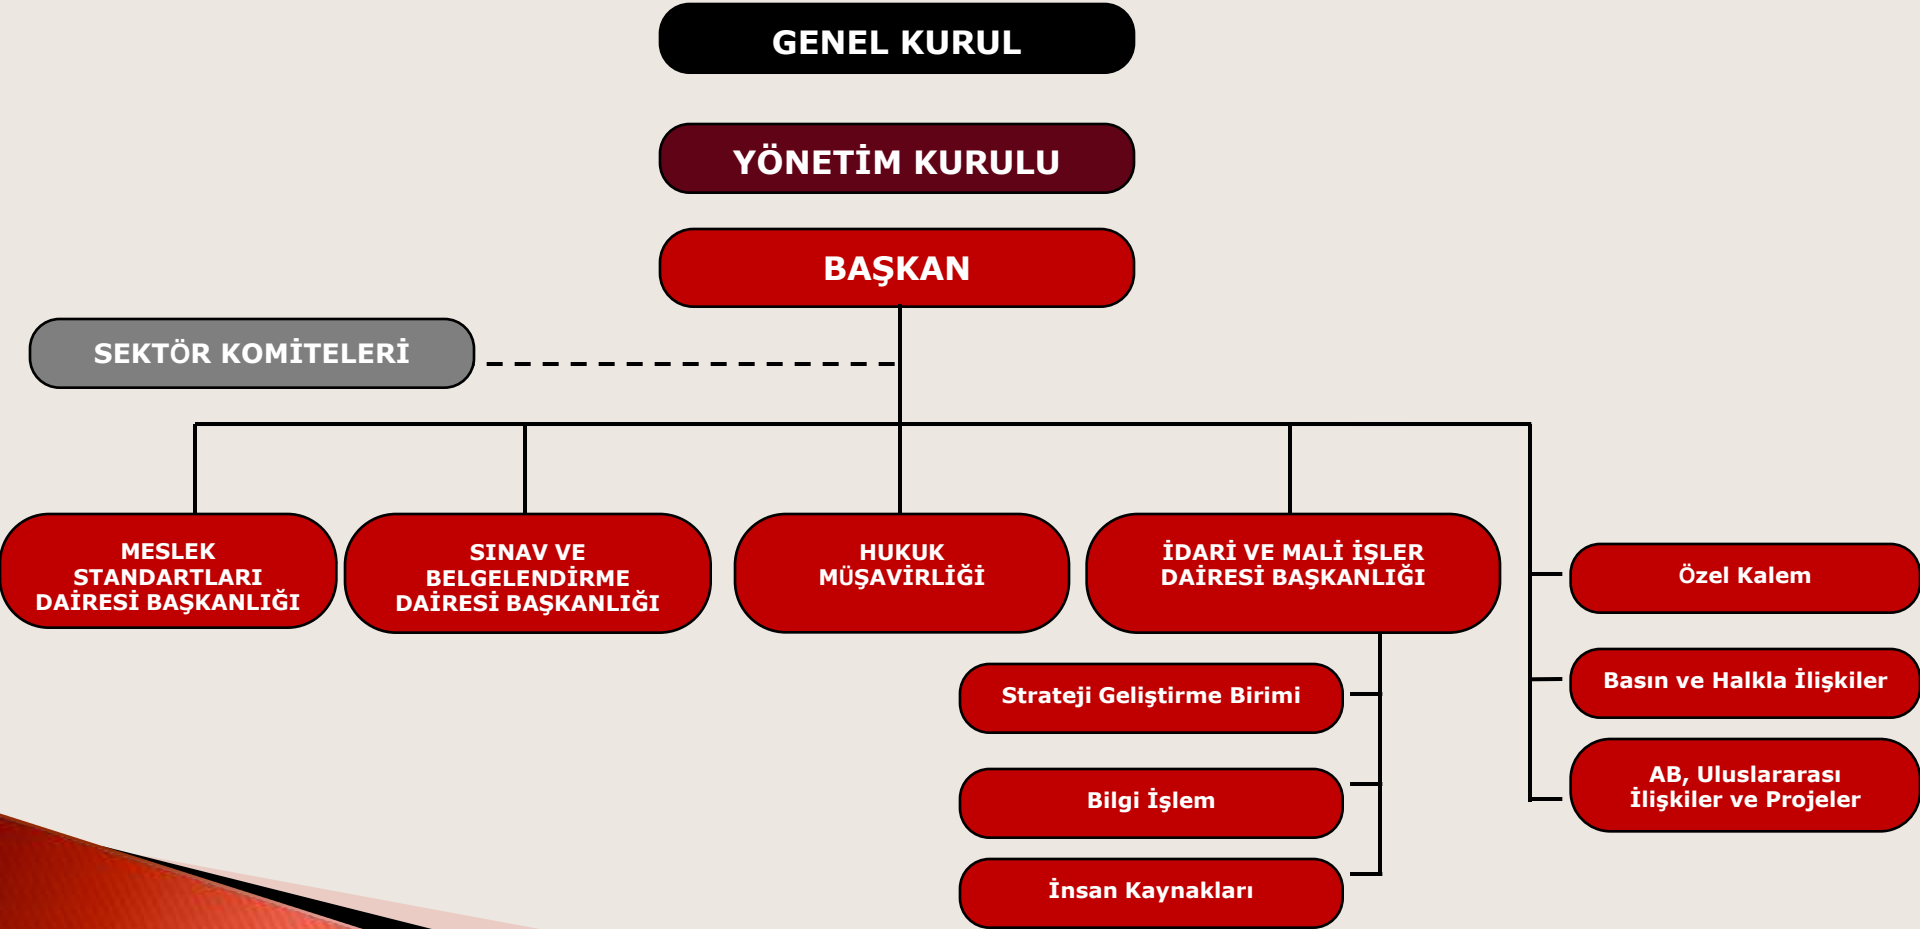 GENEL KURUL
YÖNETİM KURULU
BAŞKAN
SEKTÖR KOMİTELERİ
MESLEK
STANDARTLARI
DAİRESİ BAŞKANLIĞI
SINAV VE
BELGELENDİRME
DAİRESİ BAŞKANLIĞI
HUKUK
MÜŞAVİRLİĞİ
İDARİ VE MALİ İŞLER
DAİRESİ BAŞKANLIĞI
Özel Kalem
Basın ve Halkla İlişkiler
AB, Uluslararası
İlişkiler ve Projeler
Strateji Geliştirme Birimi
Bilgi İşlem
İnsan Kaynakları